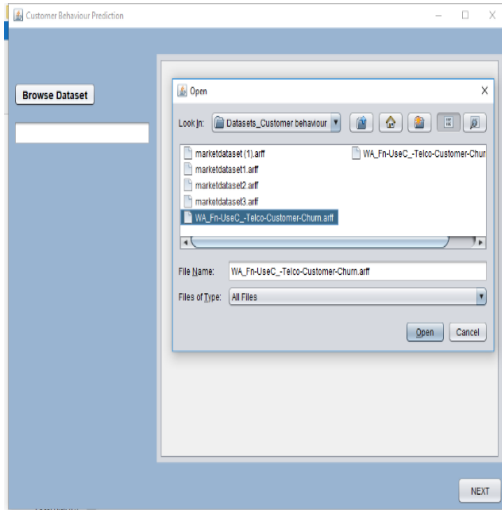 Customer Behaviour Prediction
Browse Dataset
Open
Look In: Datasets_Customer behaviour
marketdataset (1).arff
marketdataset1.arff
marketdataset2.arff
marketdataset3.arff
WA_Fn-UseC_-Telco-Customer-Churn.arff
WA_Fn-UseC_-Telco-Customer-Chur
File Name: WA_Fn-UseC_-Telco-Customer-Churn.arff
Files of Type: All Files
Open Cancel
NEXT